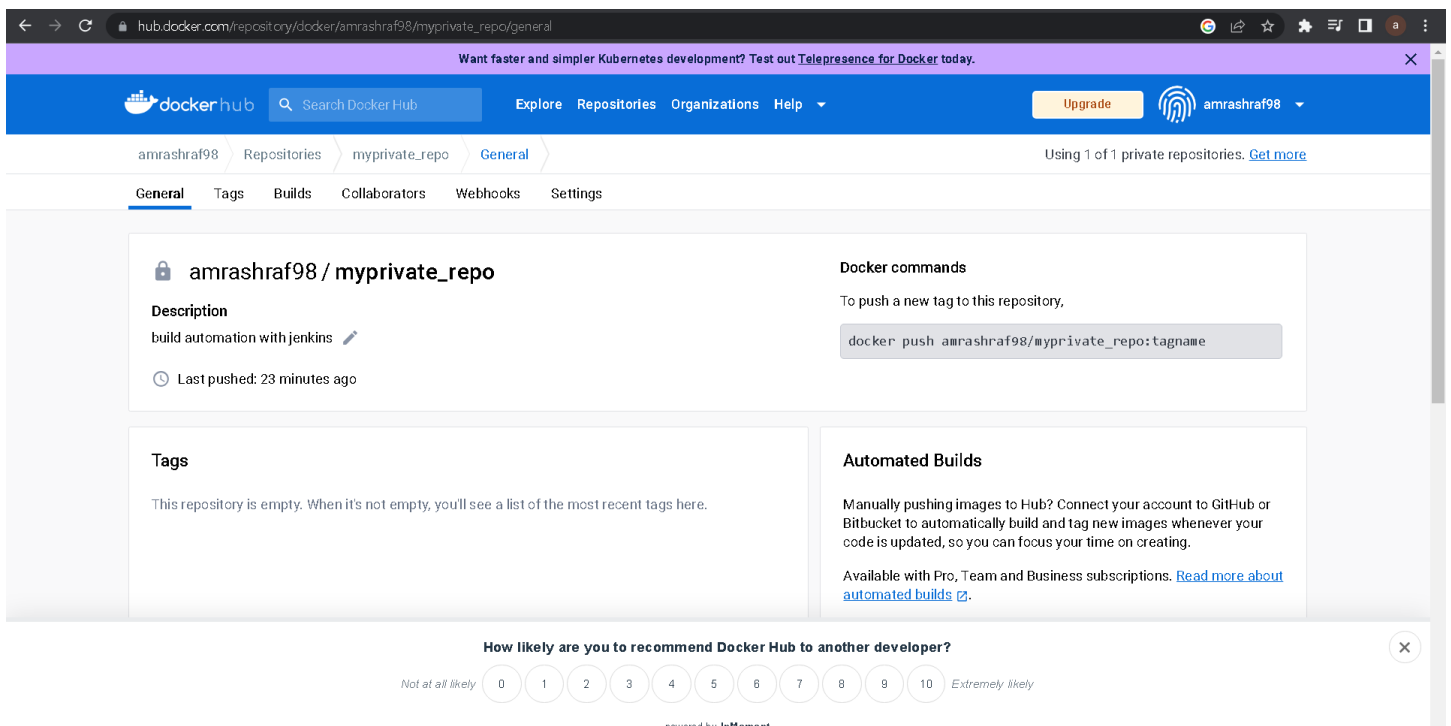 hub.docker.com/repository/docker/amrashraf98/myprivate_repo/general
a
Want faster and simpler Kubernetes development? Test out Telepresence for Docker today.
dockerhub
Search Docker Hub
Explore Repositories Organizations Help
Upgrade
amrashraf98
amrashraf98 Repositories myprivate_repo General
Using 1 of 1 private repositories. Get more
General Tags Builds Collaborators Webhooks Settings
amrashraf98 / myprivate_repo
Description
build automation with jenkins
Last pushed: 23 minutes ago
Docker commands
To push a new tag to this repository,
docker push amrashraf98/myprivate_repo:tagname
Tags
This repository is empty. When it's not empty, you'll see a list of the most recent tags here.
Automated Builds
Manually pushing images to Hub? Connect your account to GitHub or
Bitbucket to automatically build and tag new images whenever your
code is updated, so you can focus your time on creating.
Available with Pro, Team and Business subscriptions. Read more about
automated builds
.
How likely are you to recommend Docker Hub to another developer?
Not at all likely 0 1 2 3 4 5 6 7 8 9 10 Extremely likely
powered by InMoment